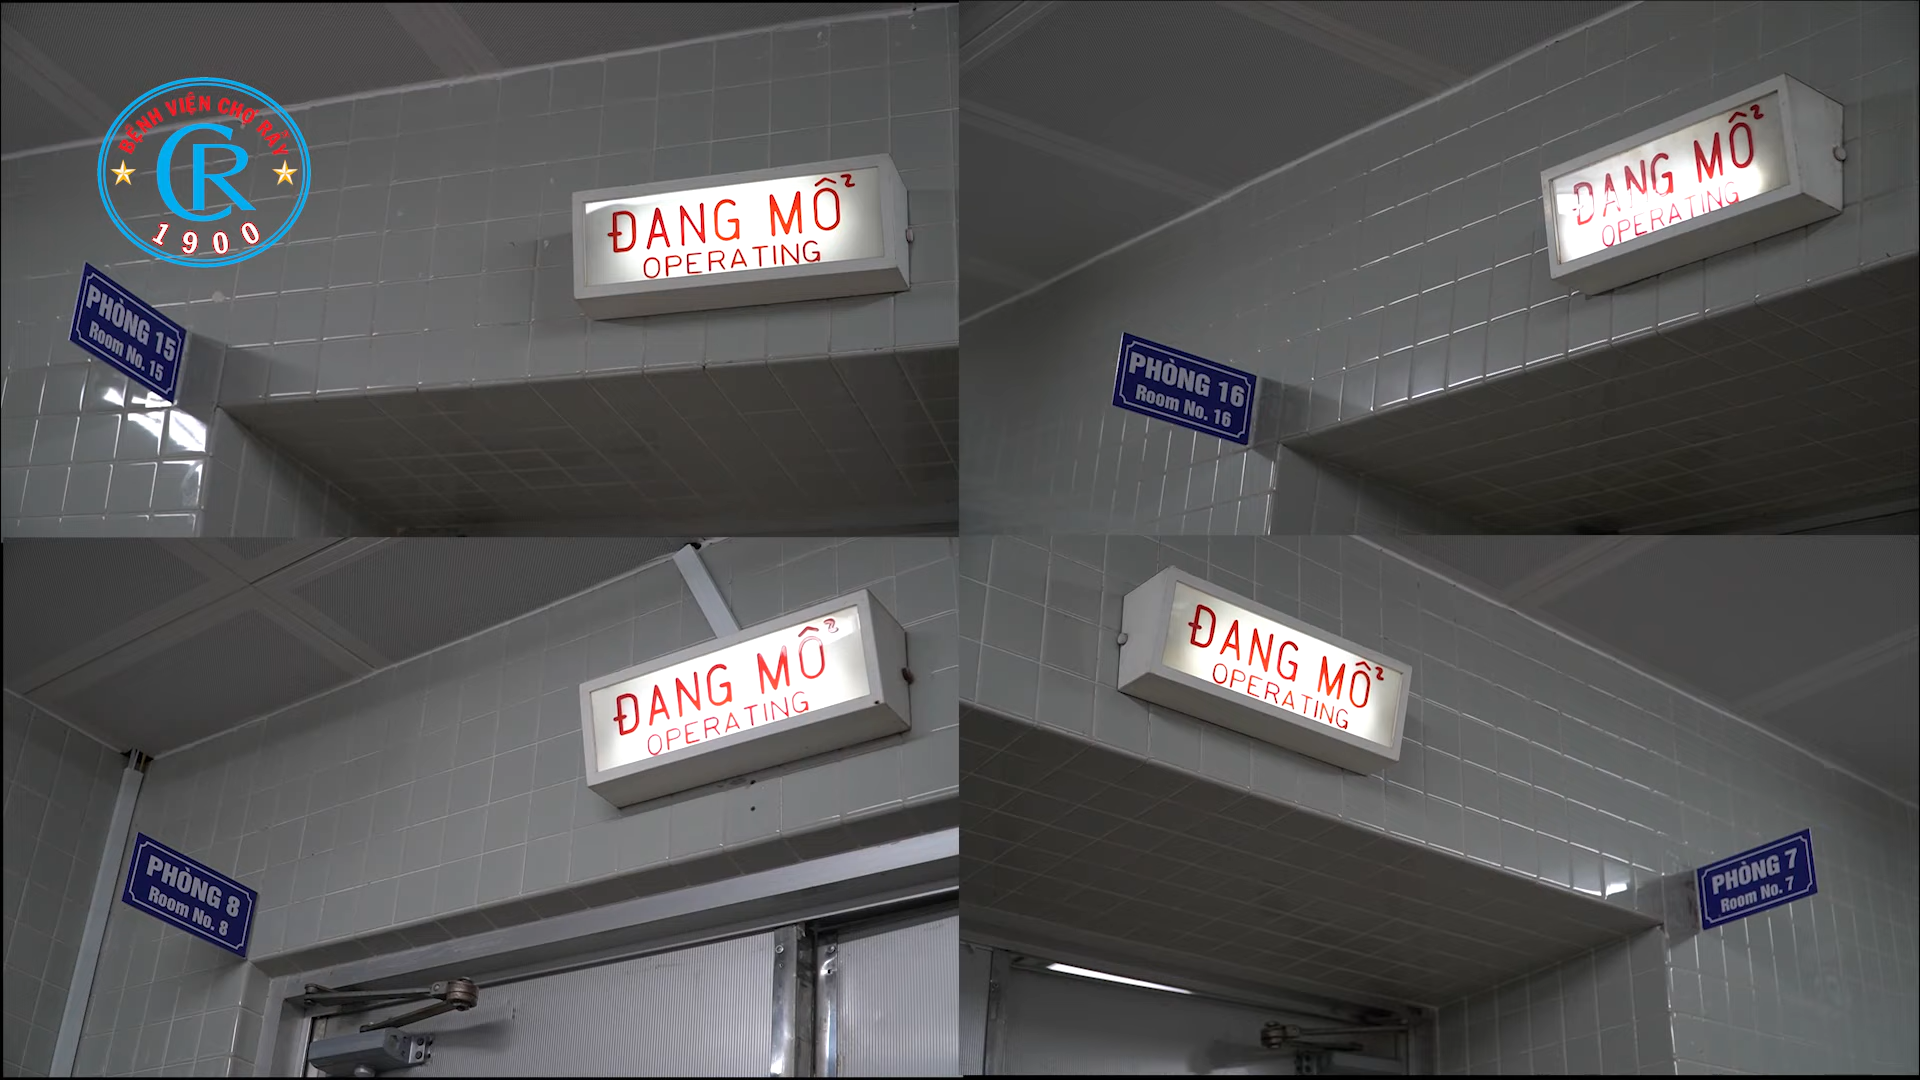 BỆNH VIỆN CHỢ RẪY
CR
1900
ĐANG MỔ
OPERATING
PHÒNG 15
Room No. 15
ĐANG MỔ
OPERATING
PHÒNG 16
Room No. 16
ĐANG MỔ
OPERATING
PHÒNG 8
Room No. 8
ĐANG MỔ
OPERATING
PHÒNG 7
Room No. 7